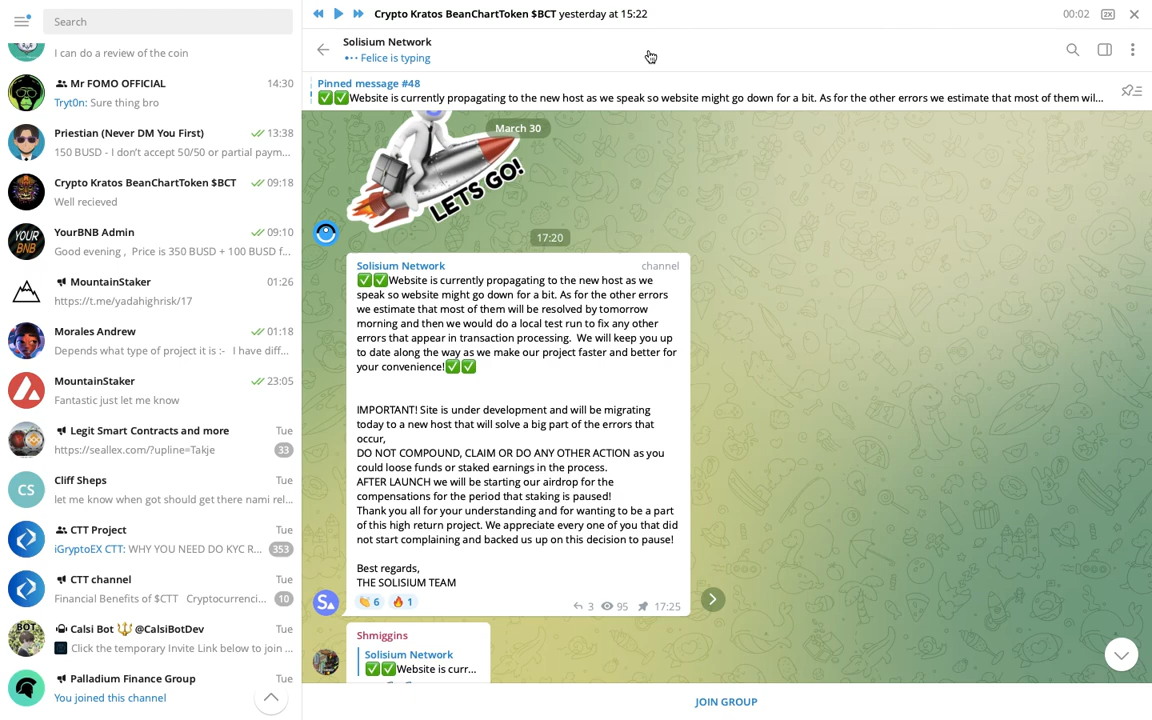 Search
Crypto Kratos BeanChartToken $BCT yesterday at 15:22
00:02
2X
Solisium Network
Felice is typing
Pinned message #48
✅✅Website is currently propagating to the new host as we speak so website might go down for a bit. As for the other errors we estimate that most of them wil...
I can do a review of the coin
Mr FOMO OFFICIAL 14:30
Tryt0n: Sure thing bro
Priestian (Never DM You First) 13:38
150 BUSD - I don't accept 50/50 or partial paym...
Crypto Kratos BeanChartToken $BCT 09:18
Well recieved
YOUR
BNB
YourBNB Admin 09:10
Good evening , Price is 350 BUSD + 100 BUSD f...
MountainStaker 01:26
https://t.me/yadahighrisk/17
Morales Andrew 01:18
Depends what type of project it is :- I have diff...
MountainStaker 23:05
Fantastic just let me know
Legit Smart Contracts and more Tue
https://seallex.com/?upline=Takje 33
CS
Cliff Sheps Tue
let me know when got should get there nami rel...
CTT Project Tue
iGryptoEX CTT: WHY YOU NEED DO KYC R... 353
CTT channel Tue
Financial Benefits of $CTT Cryptocurrenci... 10
BOT
Calsi Bot 🔱 @CalsiBotDev Tue
Click the temporary Invite Link below to join ...
Palladium Finance Group Tue
You joined this channel
March 30
LETS GO!
17:20
Solisium Network channel
✅✅Website is currently propagating to the new host as we
speak so website might go down for a bit. As for the other errors
we estimate that most of them will be resolved by tomorrow
morning and then we would do a local test run to fix any other
errors that appear in transaction processing. We will keep you up
to date along the way as we make our project faster and better for
your convenience!✅✅
IMPORTANT! Site is under development and will be migrating
today to a new host that will solve a big part of the errors that
occur,
DO NOT COMPOUND, CLAIM OR DO ANY OTHER ACTION as you
could loose funds or staked earnings in the process.
AFTER LAUNCH we will be starting our airdrop for the
compensations for the period that staking is paused!
Thank you all for your understanding and for wanting to be a part
of this high return project. We appreciate every one of you that did
not start complaining and backed us up on this decision to pause!
Best regards,
THE SOLISIUM TEAM
👏 6 🔥 1
3 95 17:25
Shmiggins
Solisium Network
✅✅Website is curr...
JOIN GROUP